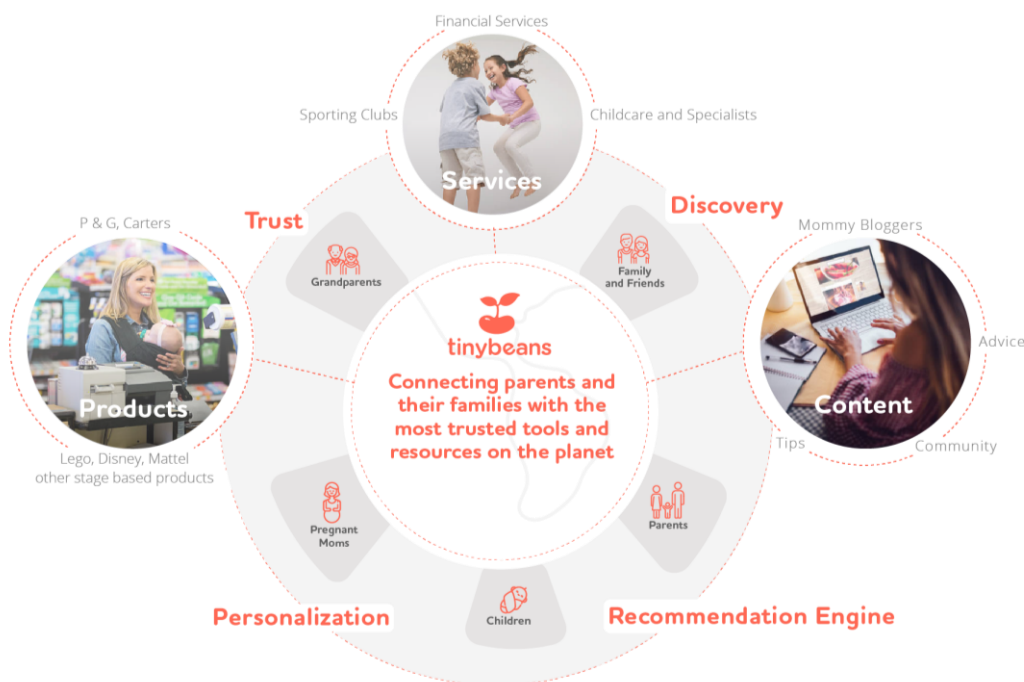 Financial Services
Sporting Clubs
Childcare and Specialists
Services
Trust
Discovery
P & G, Carters
Mommy Bloggers
Grandparents
Family
and Friends
tinybeans
Connecting parents and
their families with the
most trusted tools and
resources on the planet
Products
Lego, Disney, Mattel
other stage based products
Content
Advice
Tips
Community
Pregnant
Moms
Parents
Children
Personalization
Recommendation Engine